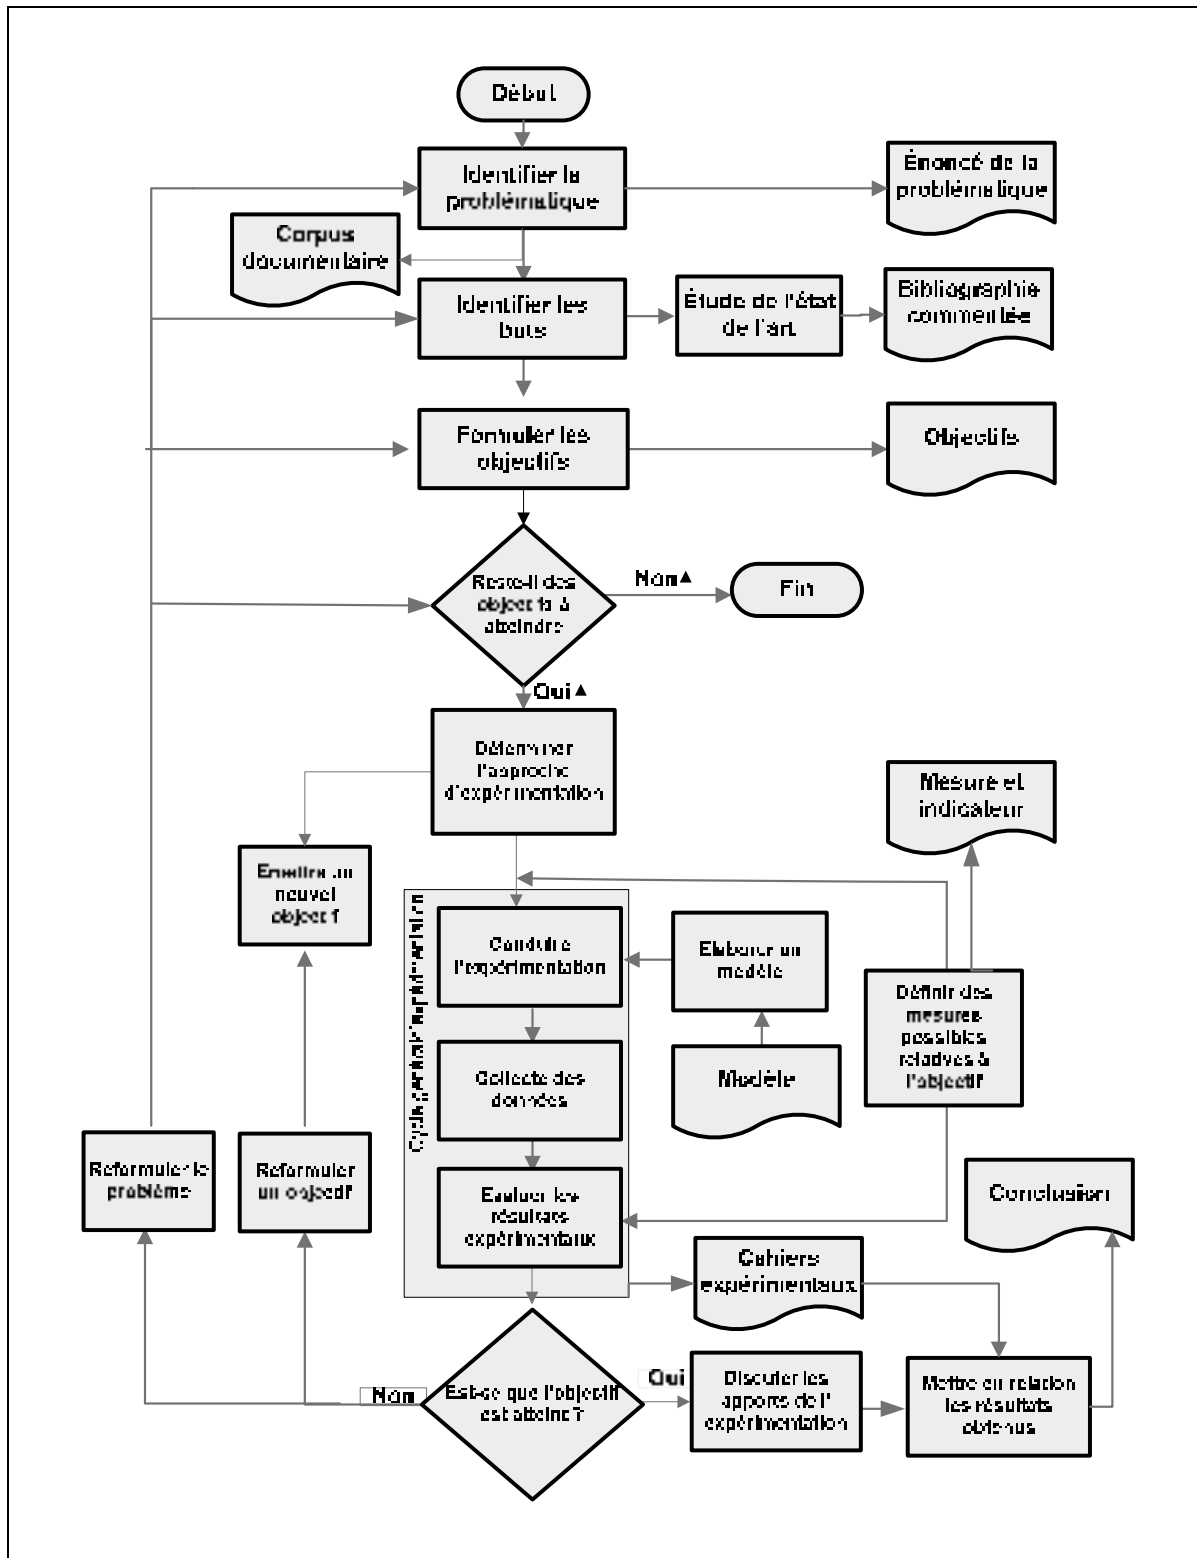 Début
Identifier la
problématique
Énoncé de la
problématique
Corpus
documentaire
Identifier les
buts
Étude de l'état
de l'art
Bibliographie
commentée
Formuler les
objectifs
Objectifs
Reste-il des
objectifs à
atteindre
Non
Fin
Oui
Déterminer
l'approche
d'expérimentation
Mesure et
indicateur
Emettre un
nouvel
objectif
Cycle général d'expérimentation
Conduire
l'expérimentation
Elaborer un
modèle
Définir des
mesures
possibles
relatives à
l'objectif
Collecte des
données
Modèle
Reformuler le
problème
Reformuler
un objectif
Evaluer les
résultats
expérimentaux
Conclusion
Cahiers
expérimentaux
Non
Est-se que l'objectif
est atteint ?
Oui
Discuter les
apports de l'
expérimentation
Mettre en relation
les résultats
obtenus